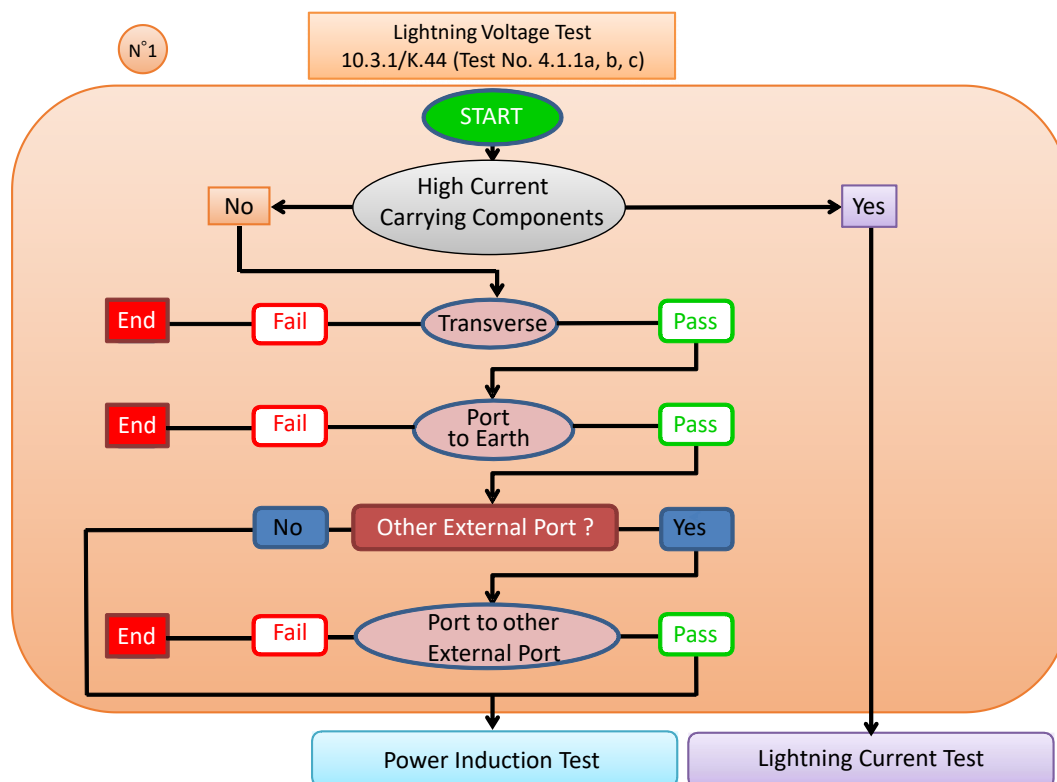 N°1
Lightning Voltage Test
10.3.1/K.44 (Test No. 4.1.1a, b, c)
START
High Current
Carrying Components
No
Yes
End
Fail
Transverse
Pass
End
Fail
Port
to Earth
Pass
No
Other External Port ?
Yes
End
Fail
Port to other
External Port
Pass
Power Induction Test
Lightning Current Test